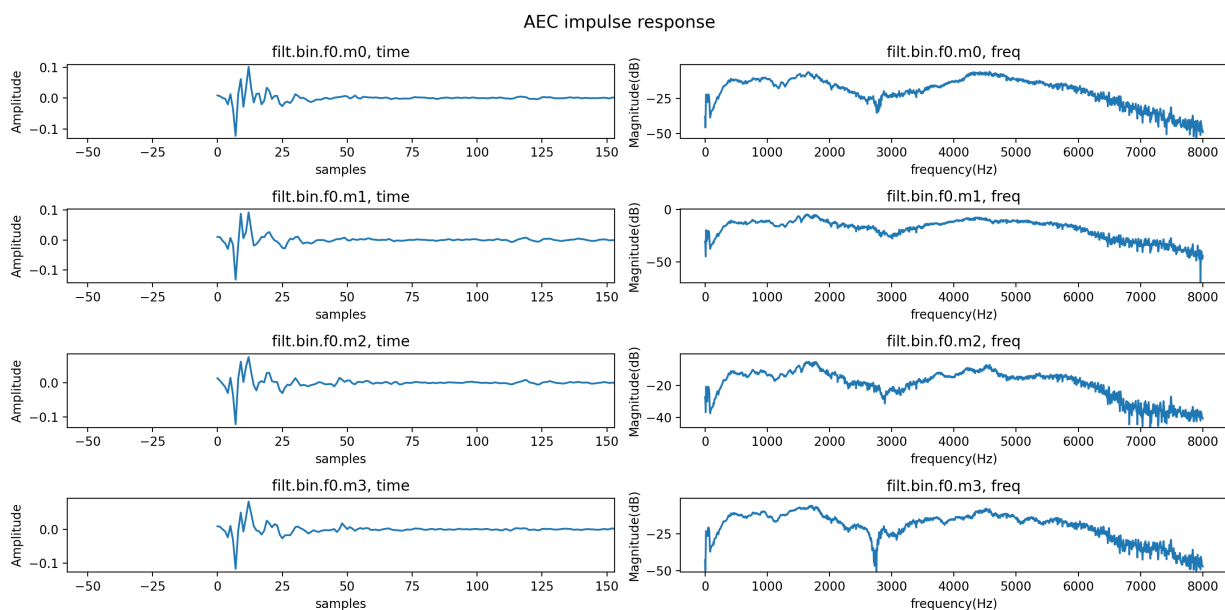 AEC impulse response
filt.bin.f0.m0, time
Amplitude
0.1
0.0
−0.1
−50 −25 0 25 50 75 100 125 150
samples
filt.bin.f0.m0, freq
Magnitude(dB)
−25
−50
0 1000 2000 3000 4000 5000 6000 7000 8000
frequency(Hz)
filt.bin.f0.m1, time
Amplitude
0.1
0.0
−0.1
−50 −25 0 25 50 75 100 125 150
samples
filt.bin.f0.m1, freq
Magnitude(dB)
0
−50
0 1000 2000 3000 4000 5000 6000 7000 8000
frequency(Hz)
filt.bin.f0.m2, time
Amplitude
0.0
−0.1
−50 −25 0 25 50 75 100 125 150
samples
filt.bin.f0.m2, freq
Magnitude(dB)
−20
−40
0 1000 2000 3000 4000 5000 6000 7000 8000
frequency(Hz)
filt.bin.f0.m3, time
Amplitude
0.0
−0.1
−50 −25 0 25 50 75 100 125 150
samples
filt.bin.f0.m3, freq
Magnitude(dB)
−25
−50
0 1000 2000 3000 4000 5000 6000 7000 8000
frequency(Hz)